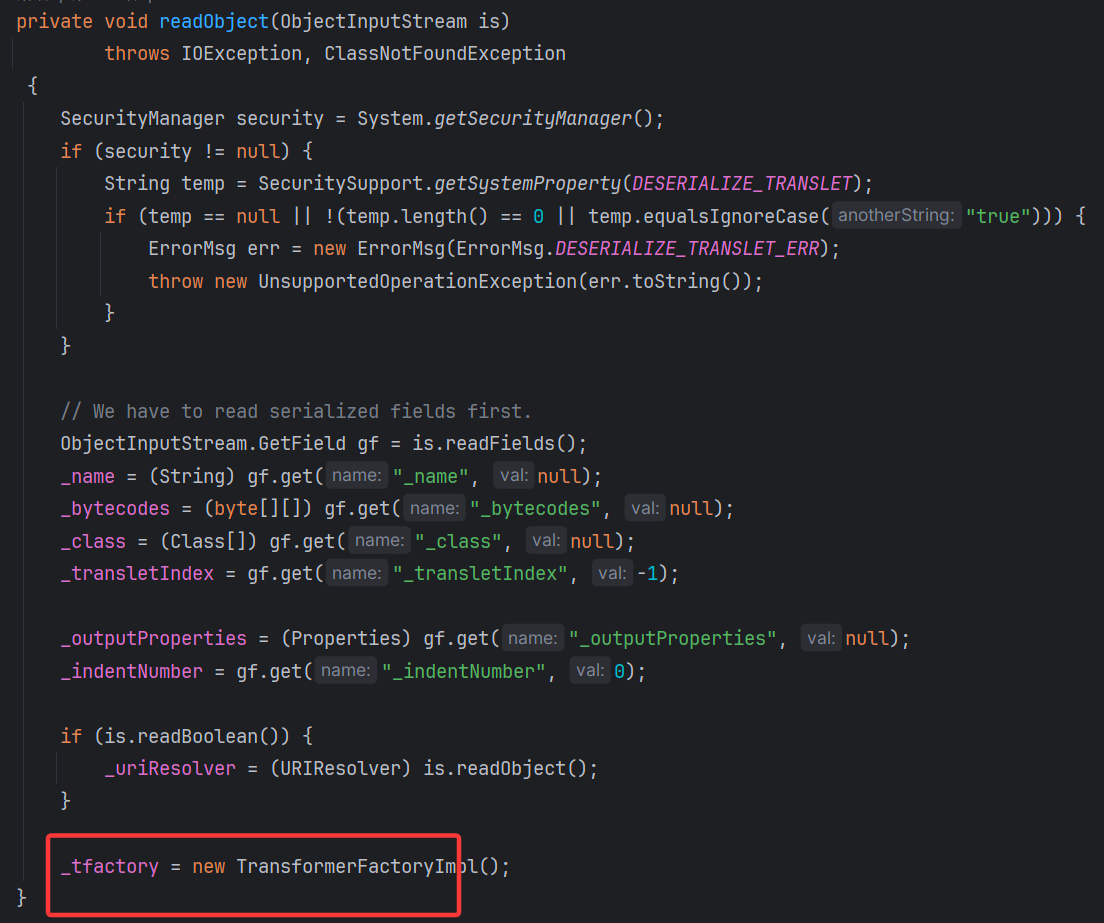 private void readObject(ObjectInputStream is)
throws IOException, ClassNotFoundException
{
SecurityManager security = System.getSecurityManager();
if (security != null) {
String temp = SecuritySupport.getSystemProperty(DESERIALIZE_TRANSLET);
if (temp == null || !(temp.length() == 0 || temp.equalsIgnoreCase( anotherString: "true"))) {
ErrorMsg err = new ErrorMsg(ErrorMsg.DESERIALIZE_TRANSLET_ERR);
throw new UnsupportedOperationException(err.toString());
}
}
// We have to read serialized fields first.
ObjectInputStream.GetField gf = is.readFields();
_name = (String) gf.get( name: "_name", val: null);
_bytecodes = (byte[][]) gf.get( name: "_bytecodes", val: null);
_class = (Class[]) gf.get( name: "_class", val: null);
_transletIndex = gf.get( name: "_transletIndex", val: -1);
_outputProperties = (Properties) gf.get( name: "_outputProperties", val: null);
_indentNumber = gf.get( name: "_indentNumber", val: 0);
if (is.readBoolean()) {
_uriResolver = (URIResolver) is.readObject();
}
_tfactory = new TransformerFactoryImpl();
}